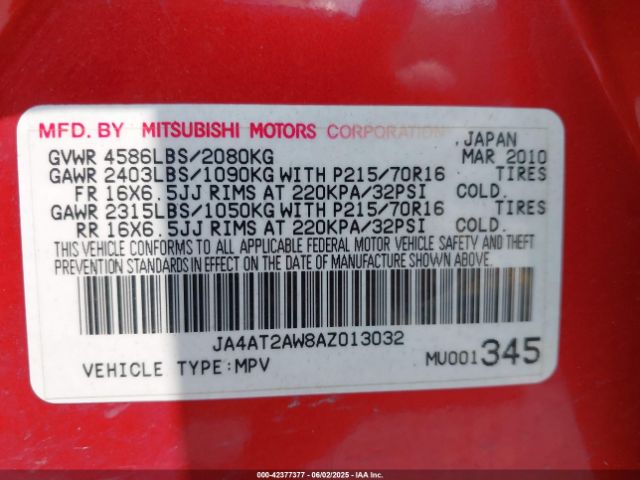 MFD. BY MITSUBISHI MOTORS CORPORATION, JAPAN
GVWR 4586LBS/2080KG MAR 2010
GAWR 2403LBS/1090KG WITH P215/70R16 TIRES
FR 16X6.5JJ RIMS AT 220KPA/32PSI COLD.
GAWR 2315LBS/1050KG WITH P215/70R16 TIRES
RR 16X6.5JJ RIMS AT 220KPA/32PSI COLD.
THIS VEHICLE CONFORMS TO ALL APPLICABLE FEDERAL MOTOR VEHICLE SAFETY AND THEFT
PREVENTION STANDARDS IN EFFECT ON THE DATE OF MANUFACTURE SHOWN ABOVE.
JA4AT2AW8AZ013032
VEHICLE TYPE:MPV MU001345
000-42377377 - 06/02/2025 - IAAI Inc.